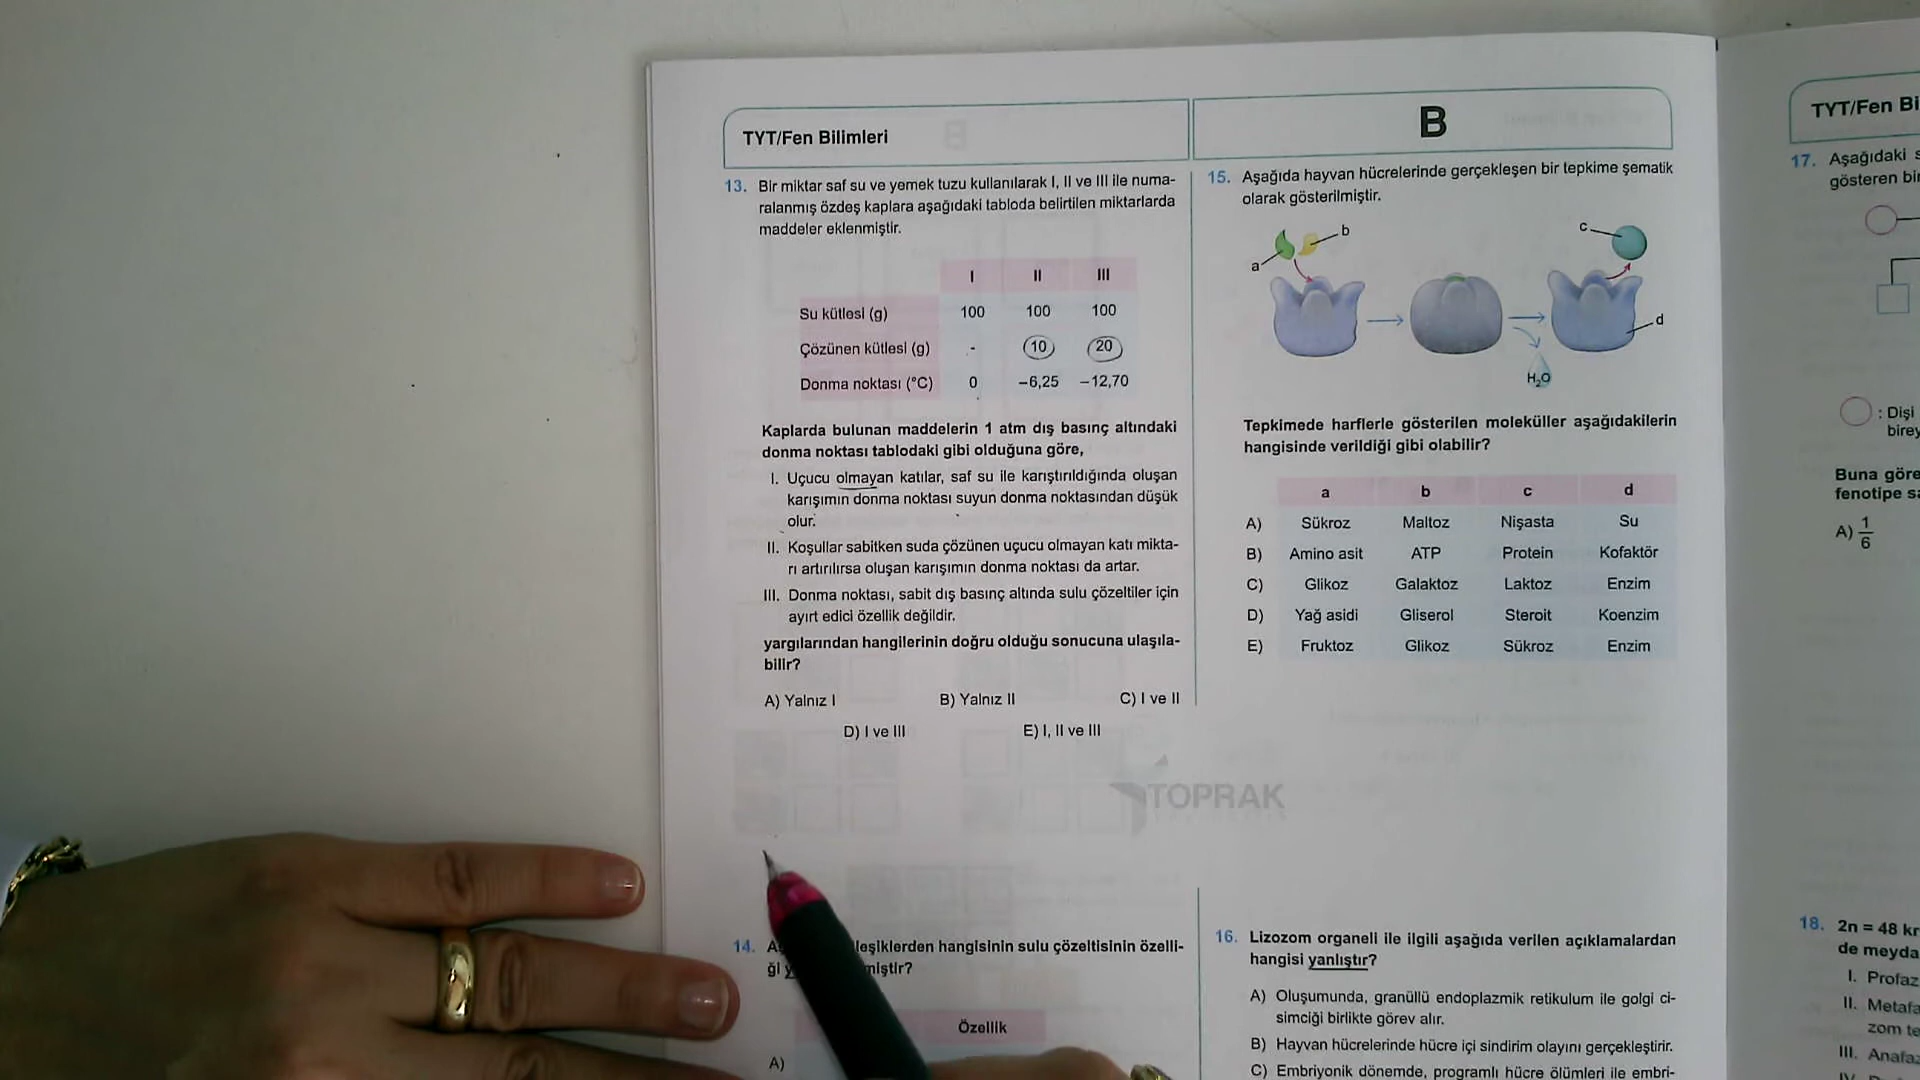 TYT/Fen Bilimleri
B
13. Bir miktar saf su ve yemek tuzu kullanılarak I, II ve III ile numa-
ralanmış özdeş kaplara aşağıdaki tabloda belirtilen miktarlarda
maddeler eklenmiştir.
I II III
Su kütlesi (g) 100 100 100
Çözünen kütlesi (g) - 10 20
Donma noktası (°C) 0 −6,25 −12,70
Kaplarda bulunan maddelerin 1 atm dış basınç altındaki
donma noktası tablodaki gibi olduğuna göre,
I. Uçucu olmayan katılar, saf su ile karıştırıldığında oluşan
karışımın donma noktası suyun donma noktasından düşük
olur.
II. Koşullar sabitken suda çözünen uçucu olmayan katı mikta-
rı artırılırsa oluşan karışımın donma noktası da artar.
III. Donma noktası, sabit dış basınç altında sulu çözeltiler için
ayırt edici özellik değildir.
yargılarından hangilerinin doğru olduğu sonucuna ulaşıla-
bilir?
A) Yalnız I B) Yalnız II C) I ve II
D) I ve III E) I, II ve III
TOPRAK
14.
leşiklerden hangisinin sulu çözeltisinin özelli-
ği
miştir?
Özellik
A)
15. Aşağıda hayvan hücrelerinde gerçekleşen bir tepkime şematik
olarak gösterilmiştir.
a b c d
H₂O
Tepkimede harflerle gösterilen moleküller aşağıdakilerin
hangisinde verildiği gibi olabilir?
a b c d
A) Sükroz Maltoz Nişasta Su
B) Amino asit ATP Protein Kofaktör
C) Glikoz Galaktoz Laktoz Enzim
D) Yağ asidi Gliserol Steroit Koenzim
E) Fruktoz Glikoz Sükroz Enzim
16. Lizozom organeli ile ilgili aşağıda verilen açıklamalardan
hangisi yanlıştır?
A) Oluşumunda, granüllü endoplazmik retikulum ile golgi ci-
simciği birlikte görev alır.
B) Hayvan hücrelerinde hücre içi sindirim olayını gerçekleştirir.
C) Embriyonik dönemde, programlı hücre ölümleri ile embri-
TYT/Fen Bi
17. Aşağıdaki
gösteren bir
: Dişi
birey
Buna göre
fenotipe
A) 1/6
18. 2n = 48 kr
de meyda
I. Profaz
II. Metafa
zom te
III. Anafaz